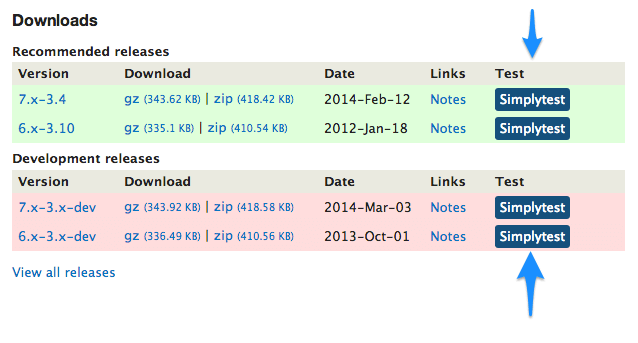 Downloads
Recommended releases
Version Download Date Links Test
7.x-3.4 gz (343.62 KB) | zip (418.42 KB) 2014-Feb-12 Notes Simplytest
6.x-3.10 gz (335.1 KB) | zip (410.54 KB) 2012-Jan-18 Notes Simplytest
Development releases
Version Download Date Links Test
7.x-3.x-dev gz (343.92 KB) | zip (418.58 KB) 2014-Mar-03 Notes Simplytest
6.x-3.x-dev gz (336.49 KB) | zip (410.56 KB) 2013-Oct-01 Notes Simplytest
View all releases